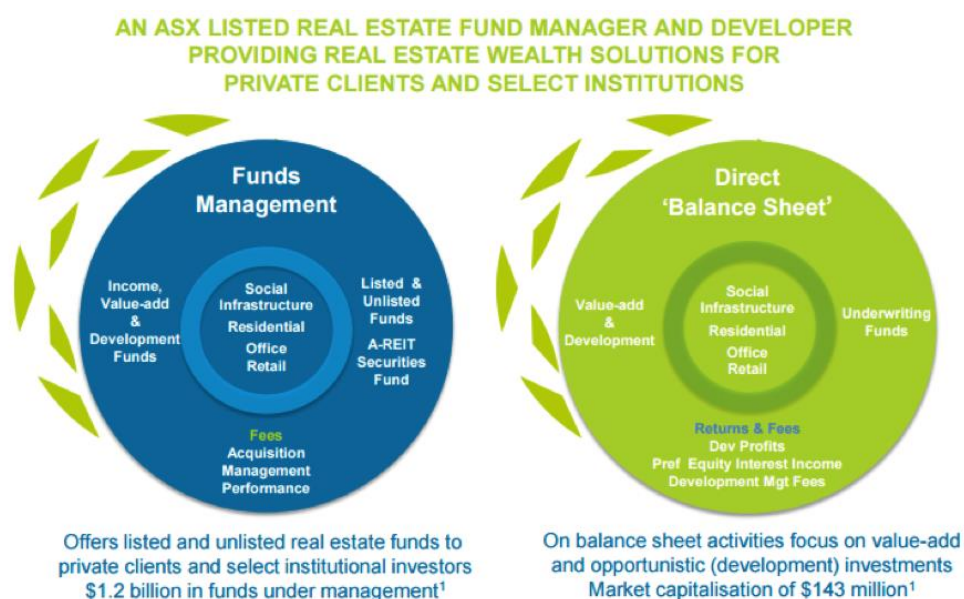 AN ASX LISTED REAL ESTATE FUND MANAGER AND DEVELOPER
PROVIDING REAL ESTATE WEALTH SOLUTIONS FOR
PRIVATE CLIENTS AND SELECT INSTITUTIONS
Funds
Management
Income,
Value-add
&
Development
Funds
Social
Infrastructure
Residential
Office
Retail
Listed &
Unlisted
Funds
A-REIT
Securities
Fund
Fees
Acquisition
Management
Performance
Offers listed and unlisted real estate funds to
private clients and select institutional investors
$1.2 billion in funds under management¹
Direct
‘Balance Sheet’
Value-add
&
Development
Social
Infrastructure
Residential
Office
Retail
Underwriting
Funds
Returns & Fees
Dev Profits
Pref Equity Interest Income
Development Mgt Fees
On balance sheet activities focus on value-add
and opportunistic (development) investments
Market capitalisation of $143 million¹